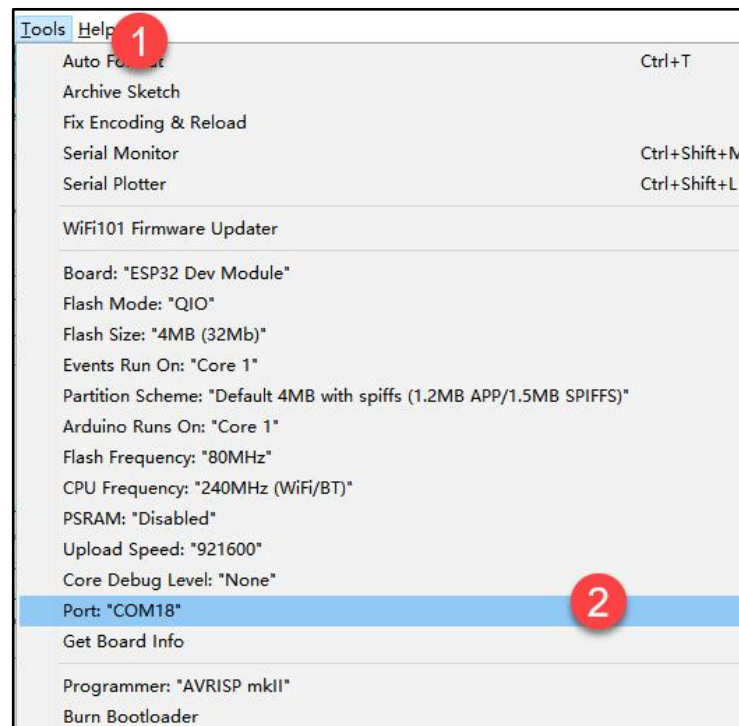 Tools Help
1
Auto Format Ctrl+T
Archive Sketch
Fix Encoding & Reload
Serial Monitor Ctrl+Shift+M
Serial Plotter Ctrl+Shift+L
WiFi101 Firmware Updater
Board: "ESP32 Dev Module"
Flash Mode: "QIO"
Flash Size: "4MB (32Mb)"
Events Run On: "Core 1"
Partition Scheme: "Default 4MB with spiffs (1.2MB APP/1.5MB SPIFFS)"
Arduino Runs On: "Core 1"
Flash Frequency: "80MHz"
CPU Frequency: "240MHz (WiFi/BT)"
PSRAM: "Disabled"
Upload Speed: "921600"
Core Debug Level: "None"
Port: "COM18" 2
Get Board Info
Programmer: "AVRISP mkII"
Burn Bootloader